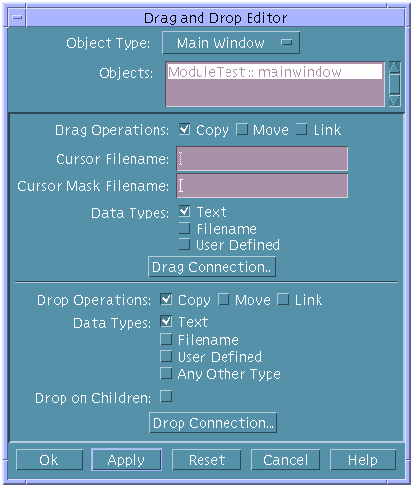 Drag and Drop Editor
Object Type: Main Window
Objects: ModuleTest :: mainwindow
Drag Operations: Copy Move Link
Cursor Filename:
Cursor Mask Filename:
Data Types: Text
Filename
User Defined
Drag Connection...
Drop Operations: Copy Move Link
Data Types: Text
Filename
User Defined
Any Other Type
Drop on Children:
Drop Connection...
Ok Apply Reset Cancel Help